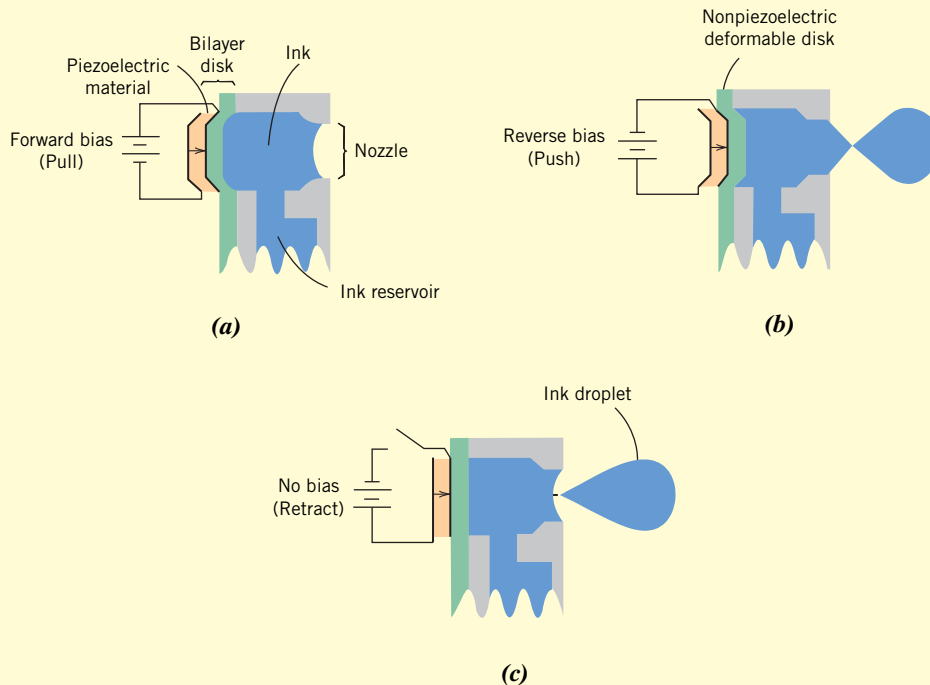 Bilayer
disk
Ink
Piezoelectric
material
Forward bias
(Pull)
Nozzle
Ink reservoir
(a)
Nonpiezoelectric
deformable disk
Reverse bias
(Push)
(b)
Ink droplet
No bias
(Retract)
(c)